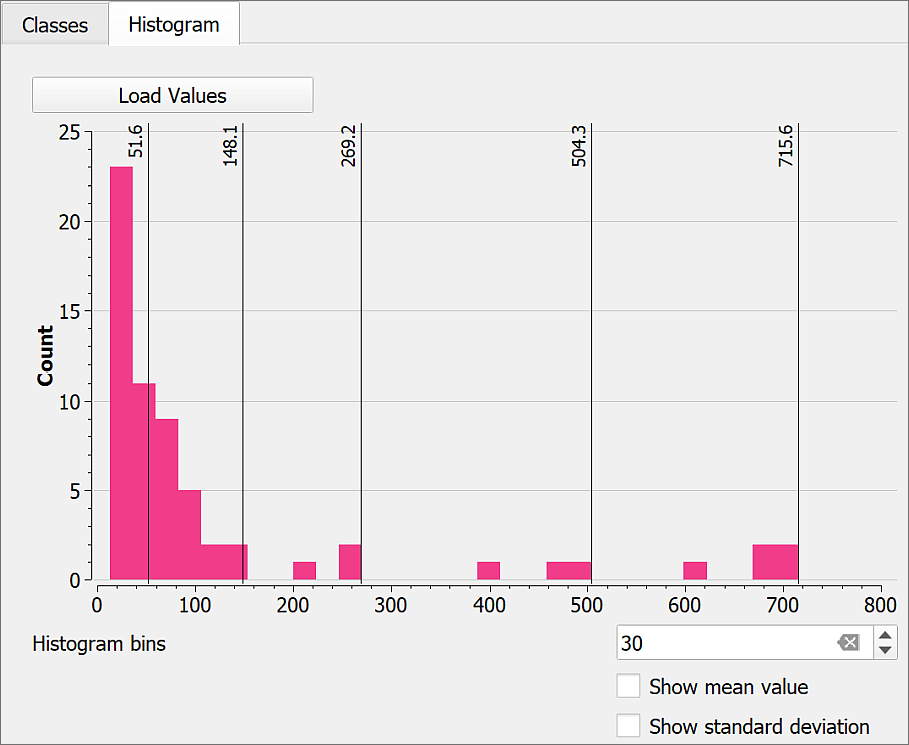 Classes Histogram
Load Values
51.6 148.1 269.2 504.3 715.6
25
20
15
10
5
0
Count
0 100 200 300 400 500 600 700 800
Histogram bins 30
Show mean value
Show standard deviation